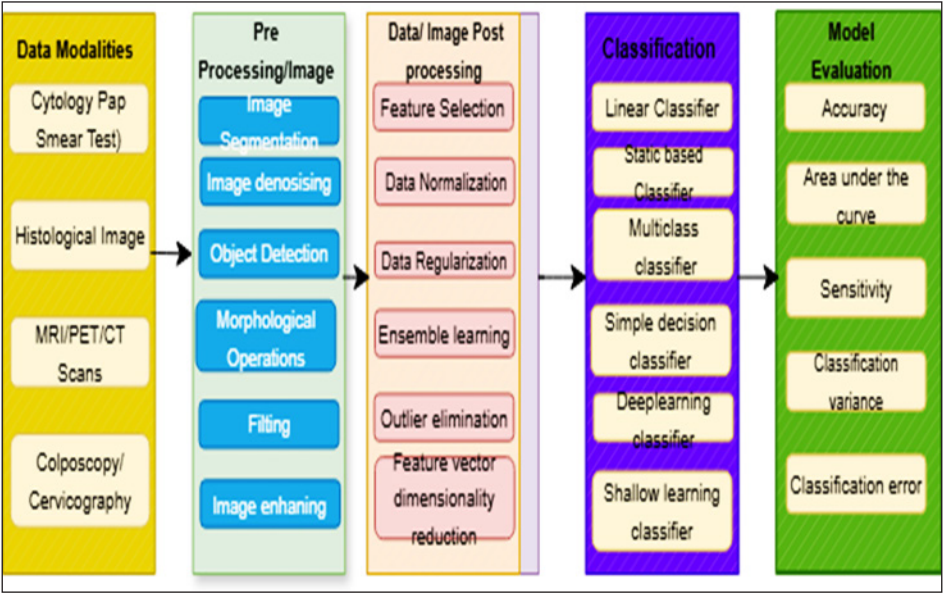 Data Modalities
Cytology Pap
Smear Test)
Histological Image
MRI/PET/CT
Scans
Colposcopy/
Cervicography
Pre
Processing/Image
Image
Segmentation
Image denosising
Object Detection
Morphological
Operations
Filting
Image enhaning
Data/ Image Post
processing
Feature Selection
Data Normalization
Data Regularization
Ensemble learning
Outlier elimination
Feature vector
dimensionality
reduction
Classification
Linear Classifier
Static based
Classifier
Multiclass
classifier
Simple decision
classifier
Deeplearning
classifier
Shallow learning
classifier
Model
Evaluation
Accuracy
Area under the
curve
Sensitivity
Classification
variance
Classification error